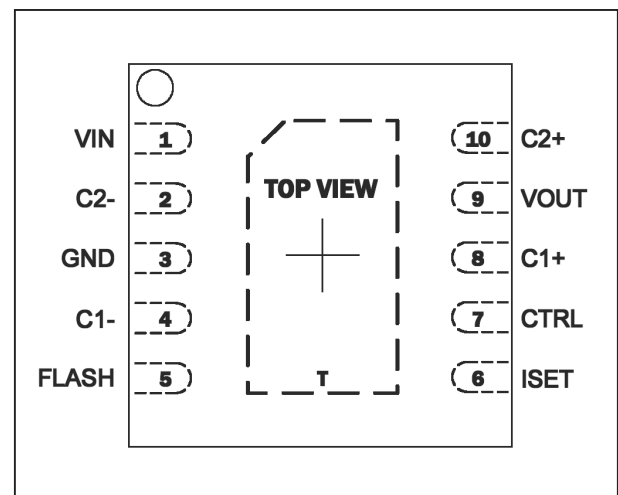 VIN 1 10 C2+
TOP VIEW
C2- 2 9 VOUT
GND 3 8 C1+
C1- 4 7 CTRL
FLASH 5 T 6 ISET